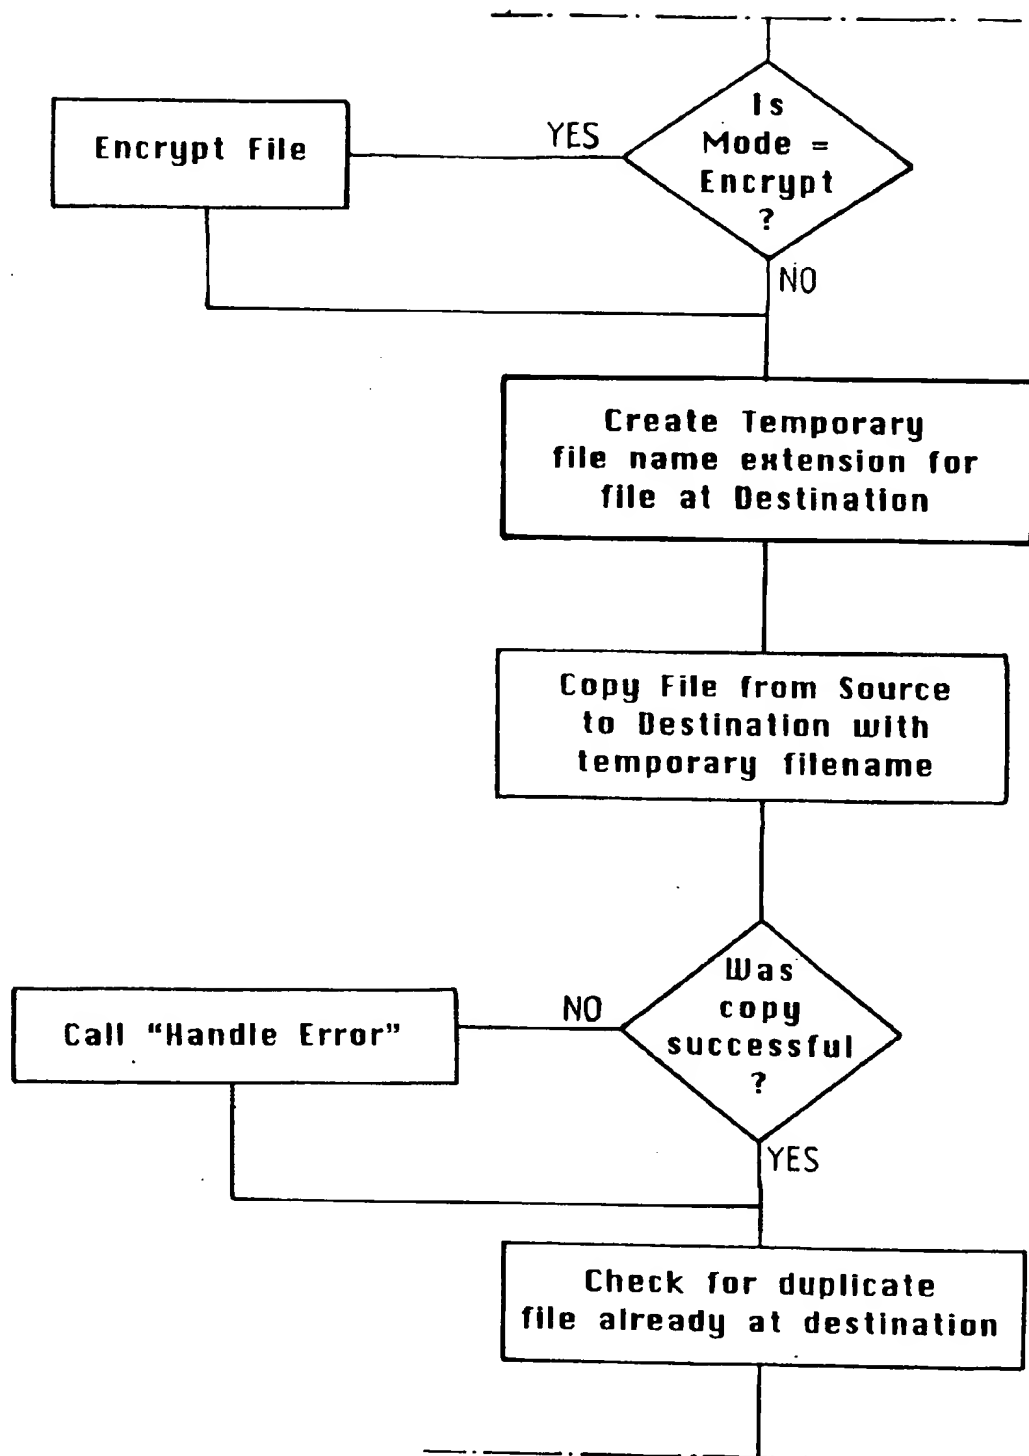 Is
Mode =
Encrypt
?
YES
Encrypt File
NO
Create Temporary
file name extension for
file at Destination
Copy File from Source
to Destination with
temporary filename
Was
copy
successful
?
NO
Call "Handle Error"
YES
Check for duplicate
file already at destination